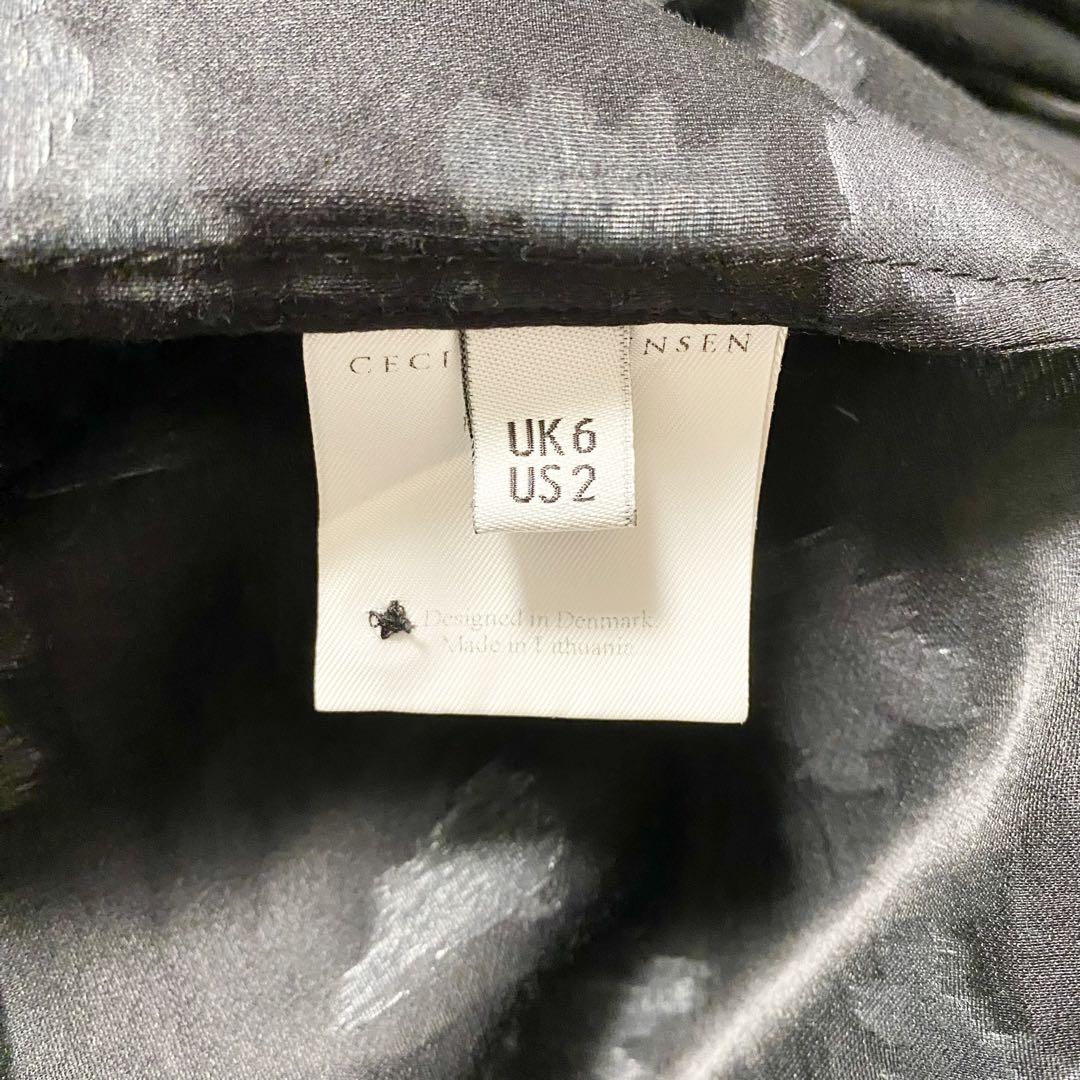 CECI NSEN
UK 6
US 2
Designed in Denmark.
Made in Lithuania.